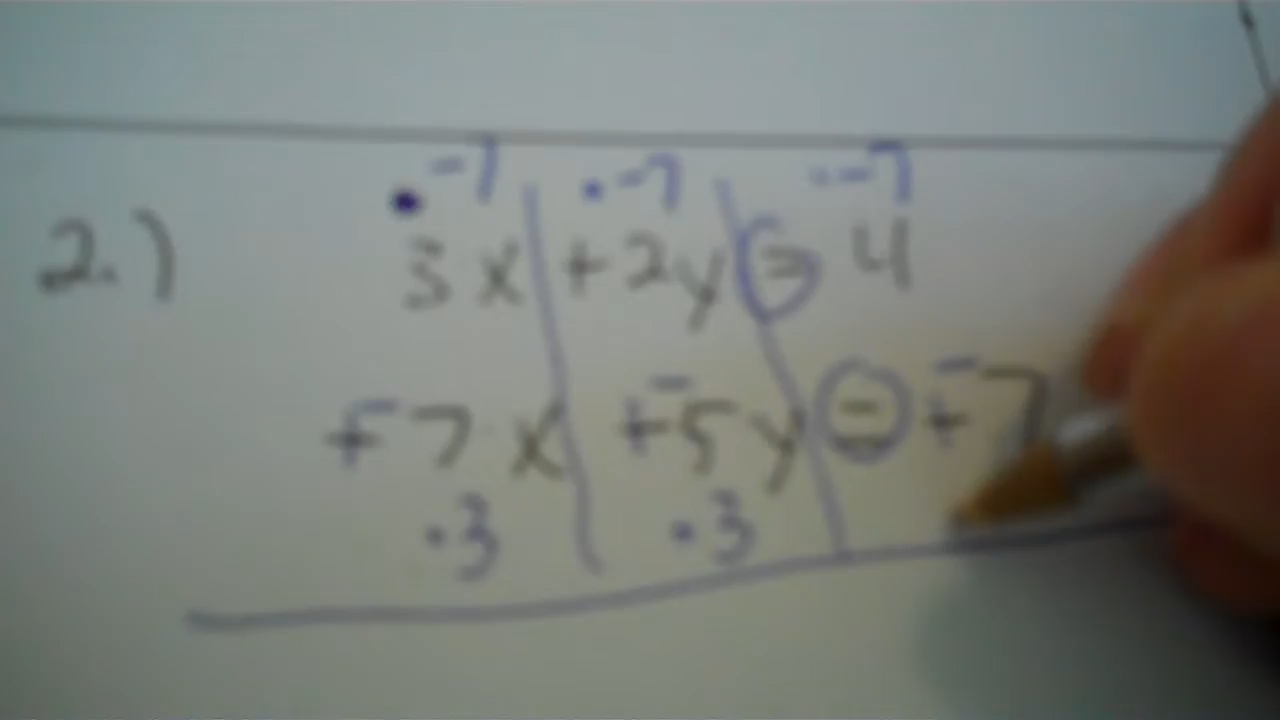 ·-7 ·-7 ·-7
2.) 3x +2y = 4
+-7x +-5y = +-7
·3 ·3